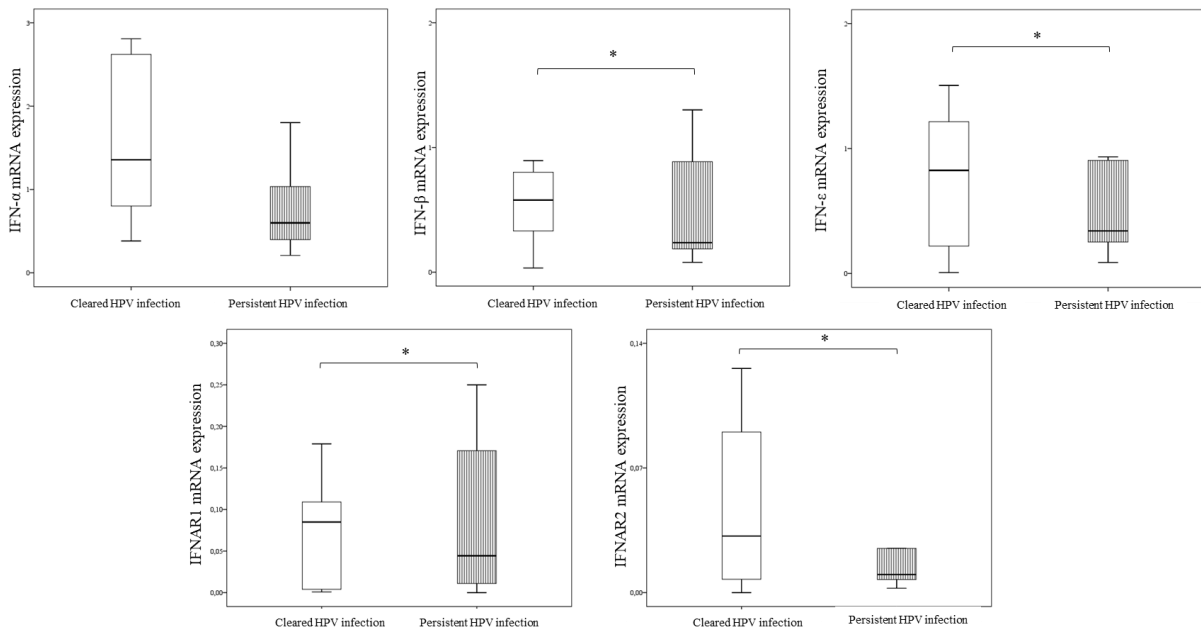 IFN-α mRNA expression
3
2
1
0
Cleared HPV infection
Persistent HPV infection
IFN-β mRNA expression
2
1
0
*
Cleared HPV infection
Persistent HPV infection
IFN-ε mRNA expression
2
1
0
*
Cleared HPV infection
Persistent HPV infection
IFNAR1 mRNA expression
0,30
0,25
0,20
0,15
0,10
0,05
0,00
*
Cleared HPV infection
Persistent HPV infection
IFNAR2 mRNA expression
0,14
0,07
0,00
*
Cleared HPV infection
Persistent HPV infection